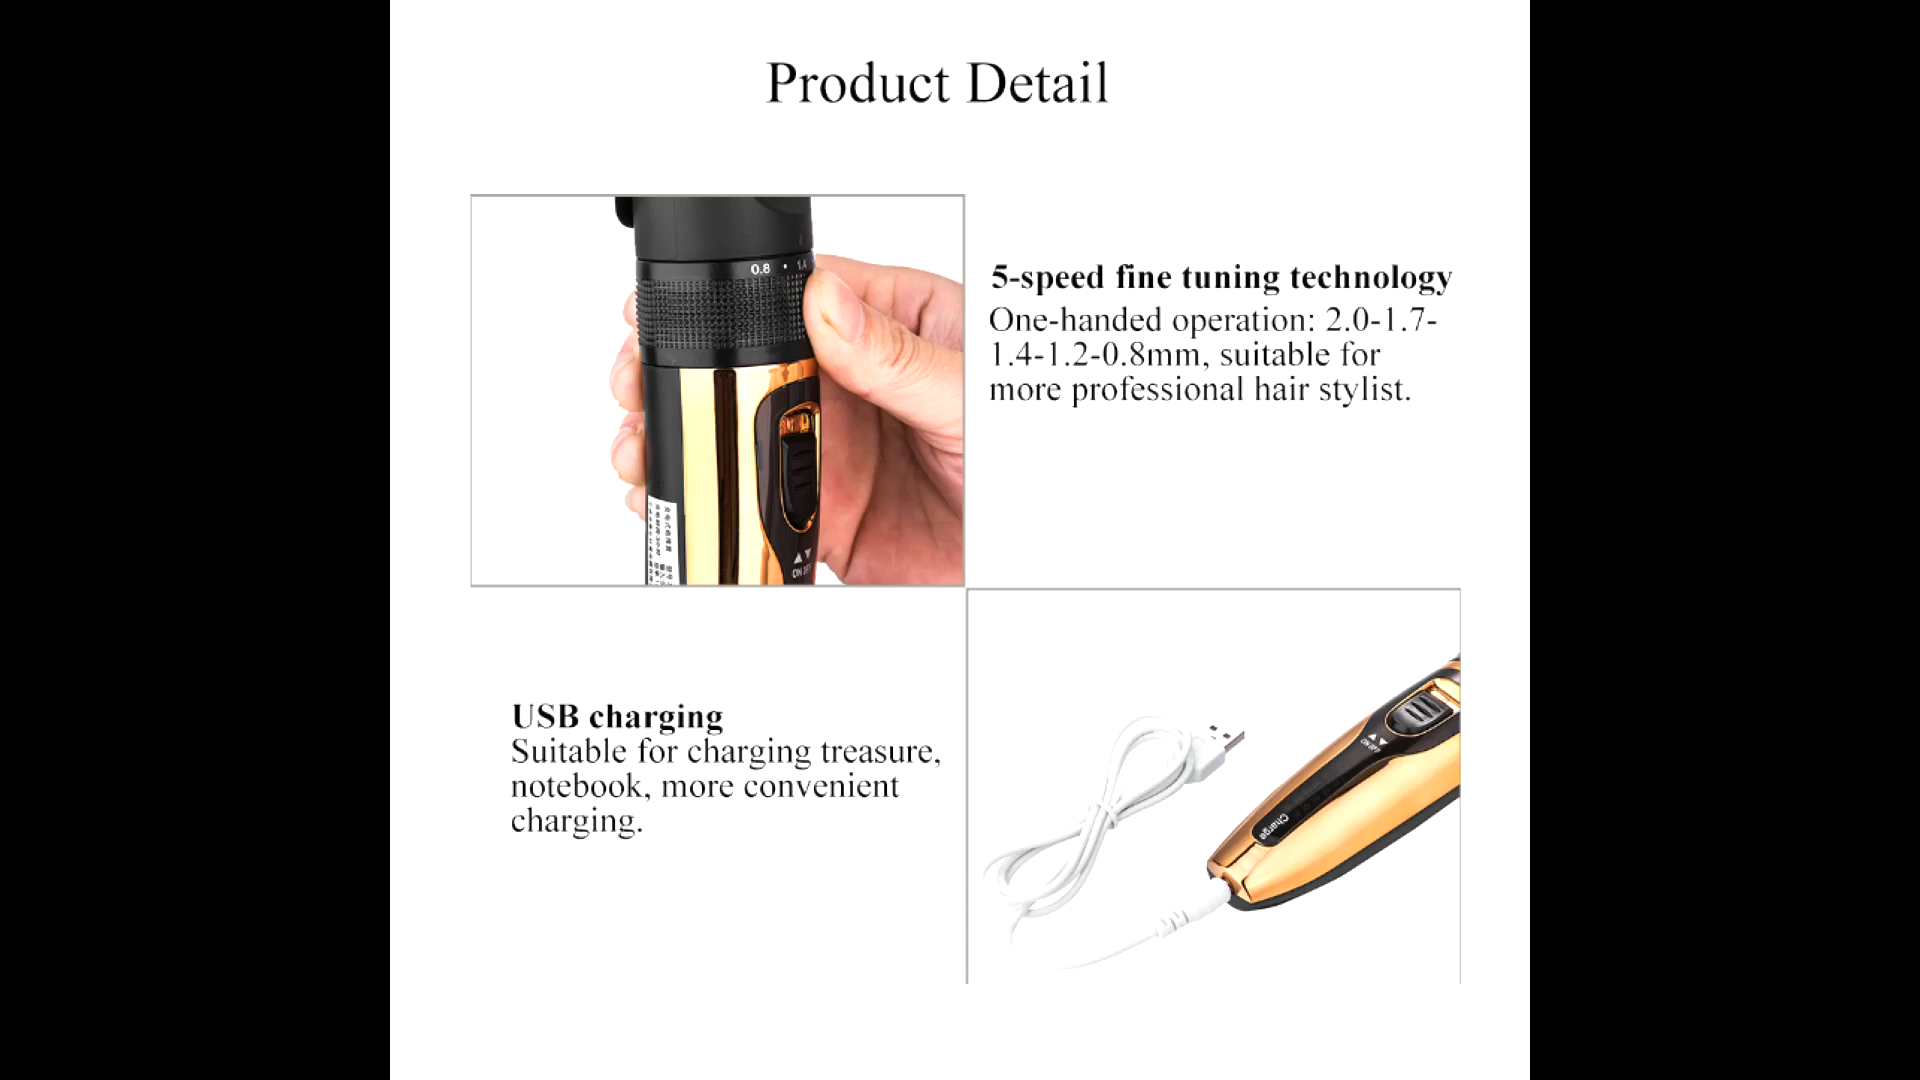 Product Detail
0.8 • 1.4
5-speed fine tuning technology
One-handed operation: 2.0-1.7-
1.4-1.2-0.8mm, suitable for
more professional hair stylist.
ON OFF
USB charging
Suitable for charging treasure,
notebook, more convenient
charging.
ON OFF
Charge